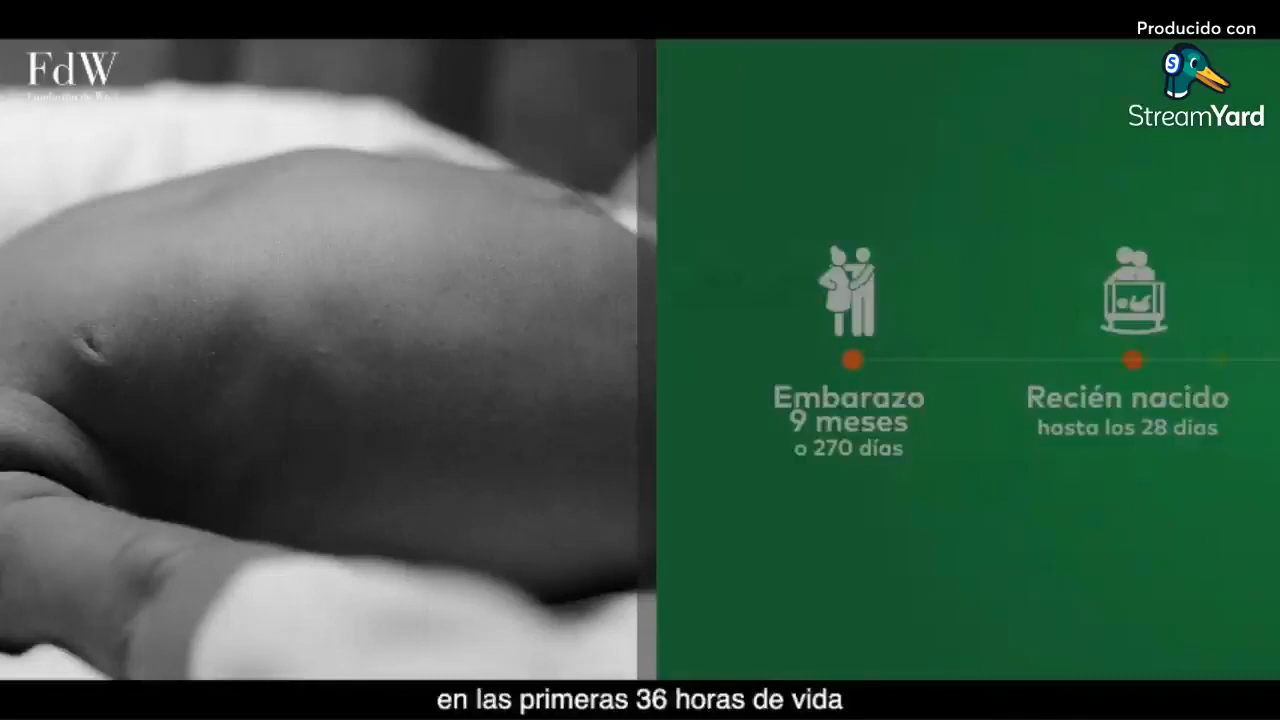 Producido con
FdW
S
StreamYard
Embarazo
9 meses
o 270 días
Recién nacido
hasta los 28 dias
en las primeras 36 horas de vida